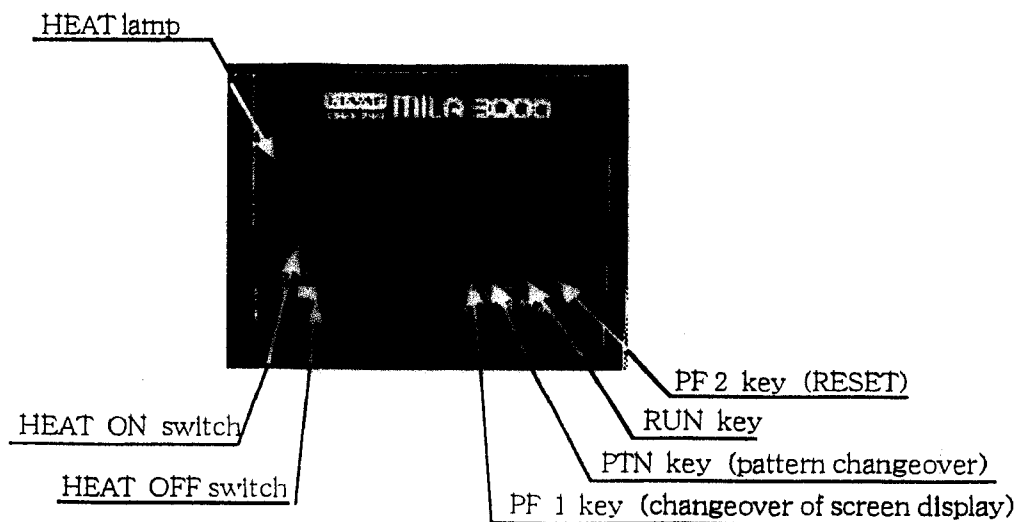 HEAT lamp
MILA 3000
PF 2 key (RESET)
RUN key
HEAT ON switch
PTN key (pattern changeover)
HEAT OFF switch
PF 1 key (changeover of screen display)